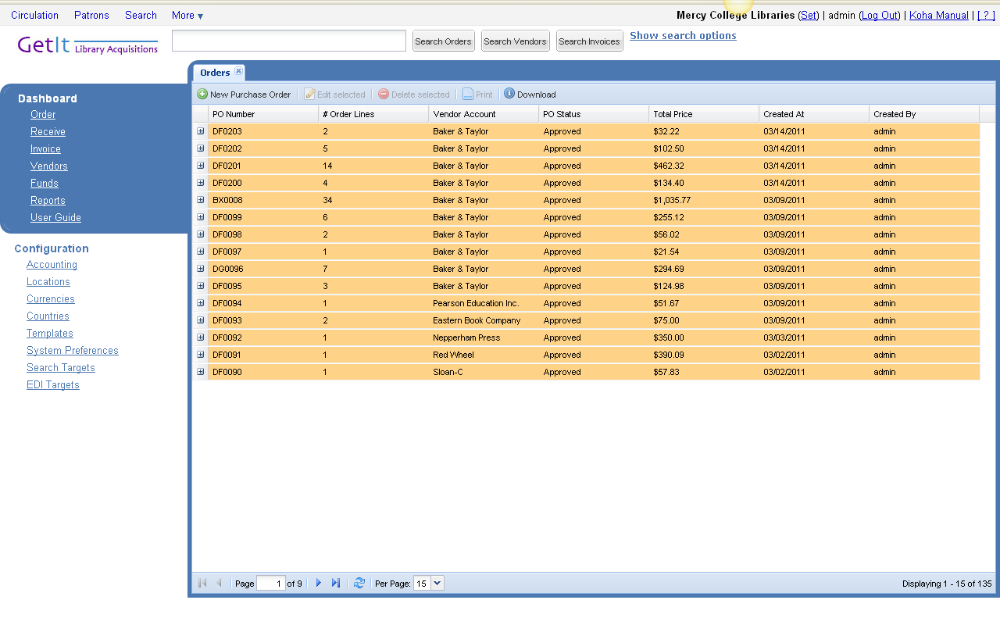 Circulation Patrons Search More ▼ Mercy College Libraries (Set) | admin (Log Out) | Koha Manual | [ ? ]
GetIt Library Acquisitions Search Orders Search Vendors Search Invoices Show search options
Orders
Dashboard
Order
Receive
Invoice
Vendors
Funds
Reports
User Guide
Configuration
Accounting
Locations
Currencies
Countries
Templates
System Preferences
Search Targets
EDI Targets
New Purchase Order Edit selected Delete selected Print Download
PO Number # Order Lines Vendor Account PO Status Total Price Created At Created By
DF0203 2 Baker & Taylor Approved $32.22 03/14/2011 admin
DF0202 5 Baker & Taylor Approved $102.50 03/14/2011 admin
DF0201 14 Baker & Taylor Approved $462.32 03/14/2011 admin
DF0200 4 Baker & Taylor Approved $134.40 03/14/2011 admin
BX0008 34 Baker & Taylor Approved $1,035.77 03/09/2011 admin
DF0099 6 Baker & Taylor Approved $255.12 03/09/2011 admin
DF0098 2 Baker & Taylor Approved $56.02 03/09/2011 admin
DF0097 1 Baker & Taylor Approved $21.54 03/09/2011 admin
DG0096 7 Baker & Taylor Approved $294.69 03/09/2011 admin
DF0095 3 Baker & Taylor Approved $124.98 03/09/2011 admin
DF0094 1 Pearson Education Inc. Approved $51.67 03/09/2011 admin
DF0093 2 Eastern Book Company Approved $75.00 03/09/2011 admin
DF0092 1 Nepperham Press Approved $350.00 03/03/2011 admin
DF0091 1 Red Wheel Approved $390.09 03/02/2011 admin
DF0090 1 Sloan-C Approved $57.83 03/02/2011 admin
Page 1 of 9 Per Page: 15 Displaying 1 - 15 of 135